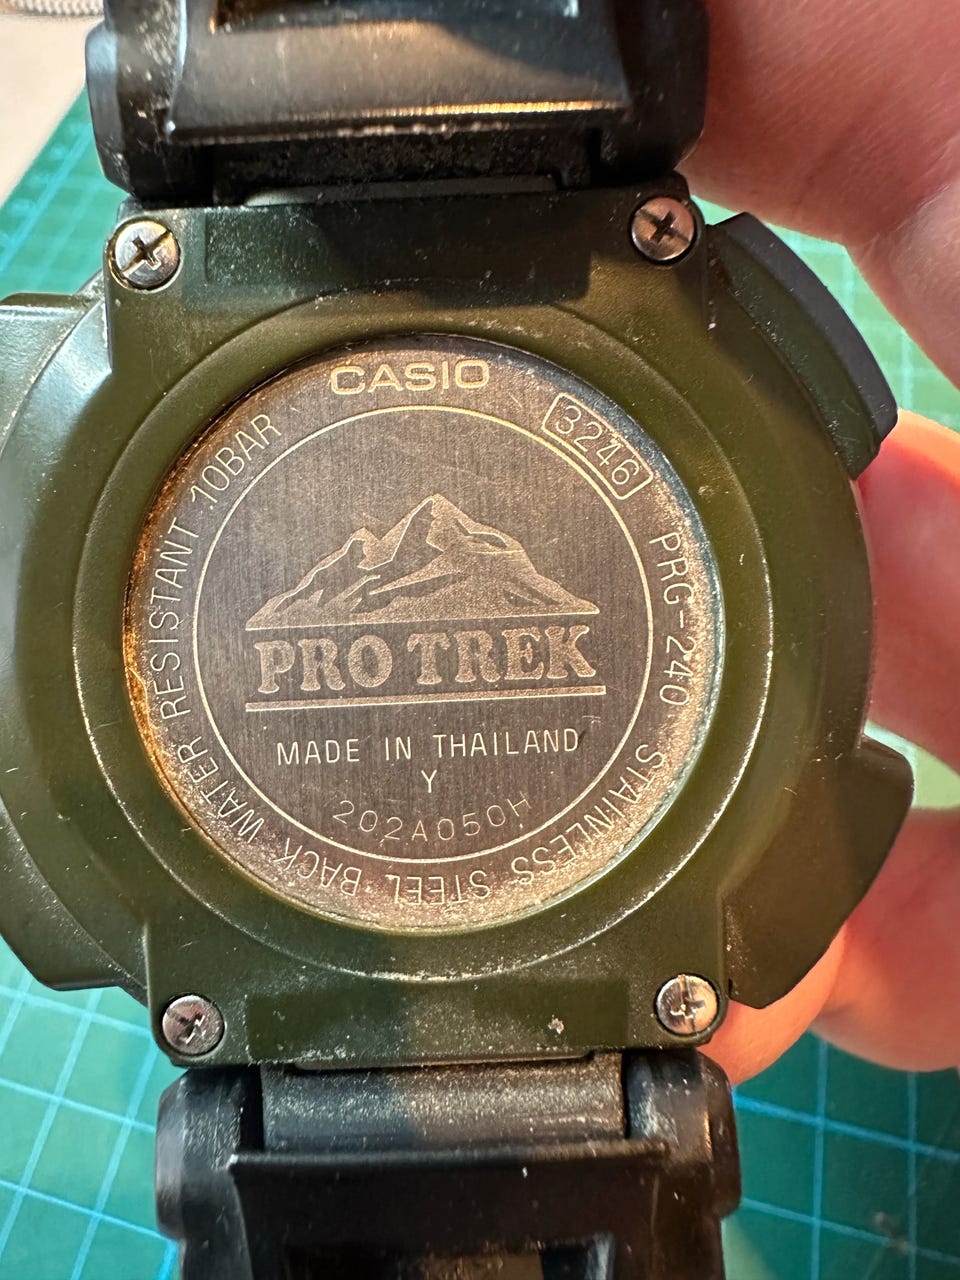 CASIO
3246
PRG-240 STAINLESS STEEL BACK WATER RESISTANT 10BAR
PRO TREK
MADE IN THAILAND
Y
202A050H